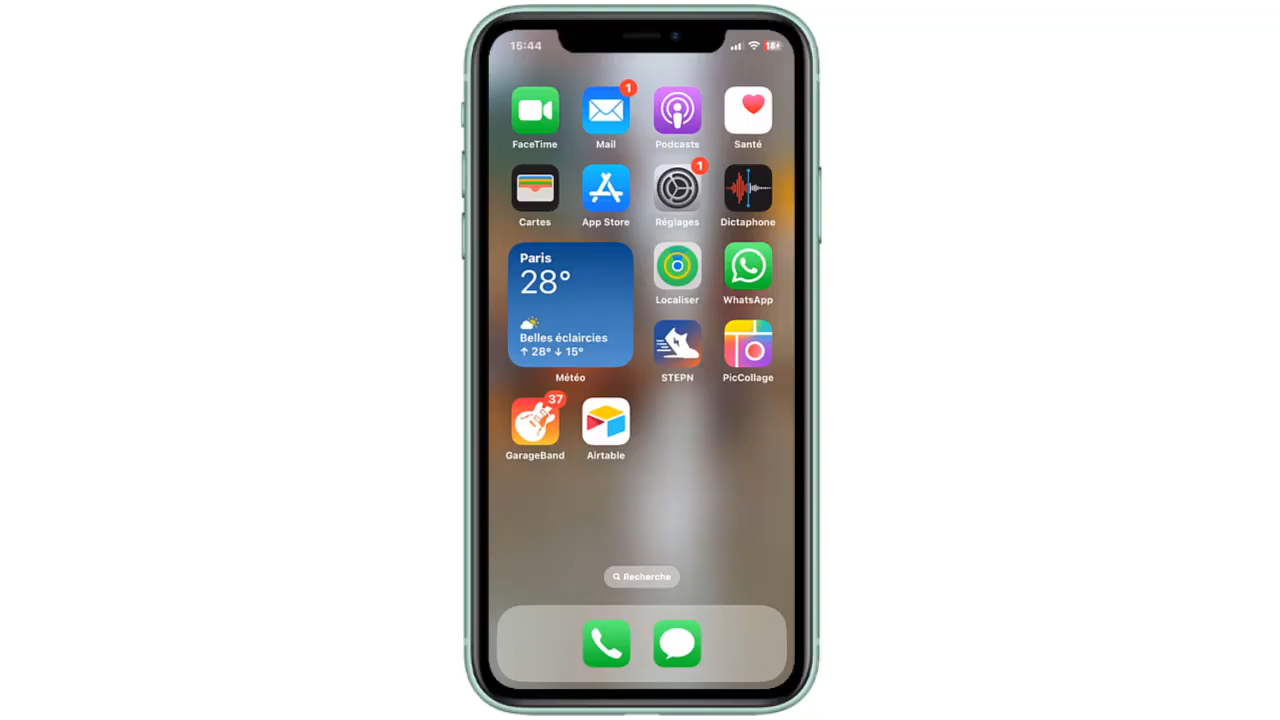 15:44
18
1
FaceTime Mail Podcasts Santé
1
Cartes App Store Réglages Dictaphone
Paris
28°
Belles éclaircies
↑ 28° ↓ 15°
Météo
Localiser WhatsApp
STEPN PicCollage
37
GarageBand Airtable
Recherche